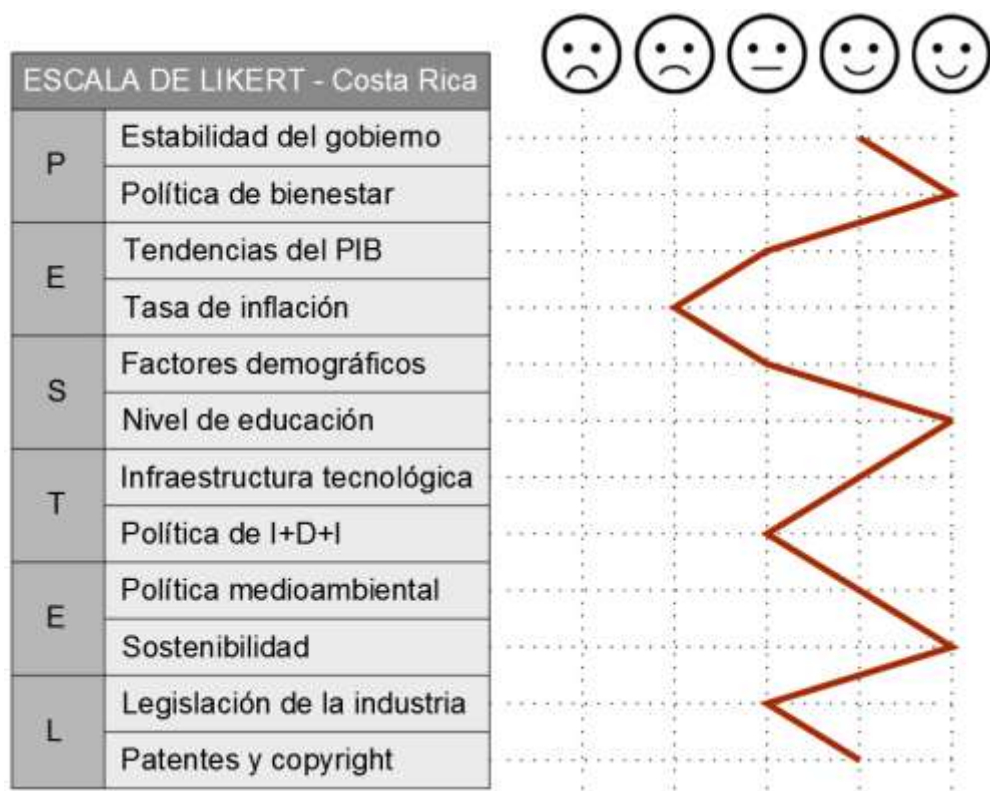 ESCALA DE LIKERT - Costa Rica
P
Estabilidad del gobierno
Política de bienestar
E
Tendencias del PIB
Tasa de inflación
S
Factores demográficos
Nivel de educación
T
Infraestructura tecnológica
Política de I+D+I
E
Política medioambiental
Sostenibilidad
L
Legislación de la industria
Patentes y copyright